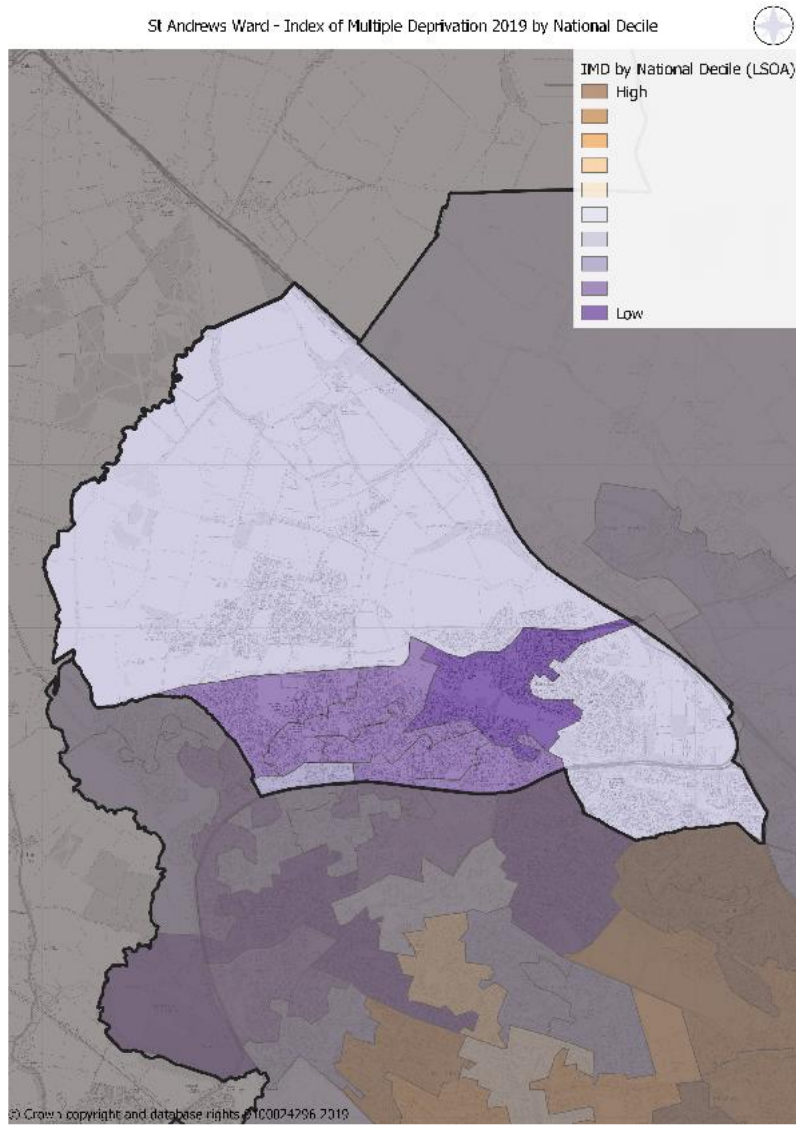 St Andrews Ward - Index of Multiple Deprivation 2019 by National Decile
IMD by National Decile (LSOA)
High
Low
© Crown copyright and database rights 100024296 2019